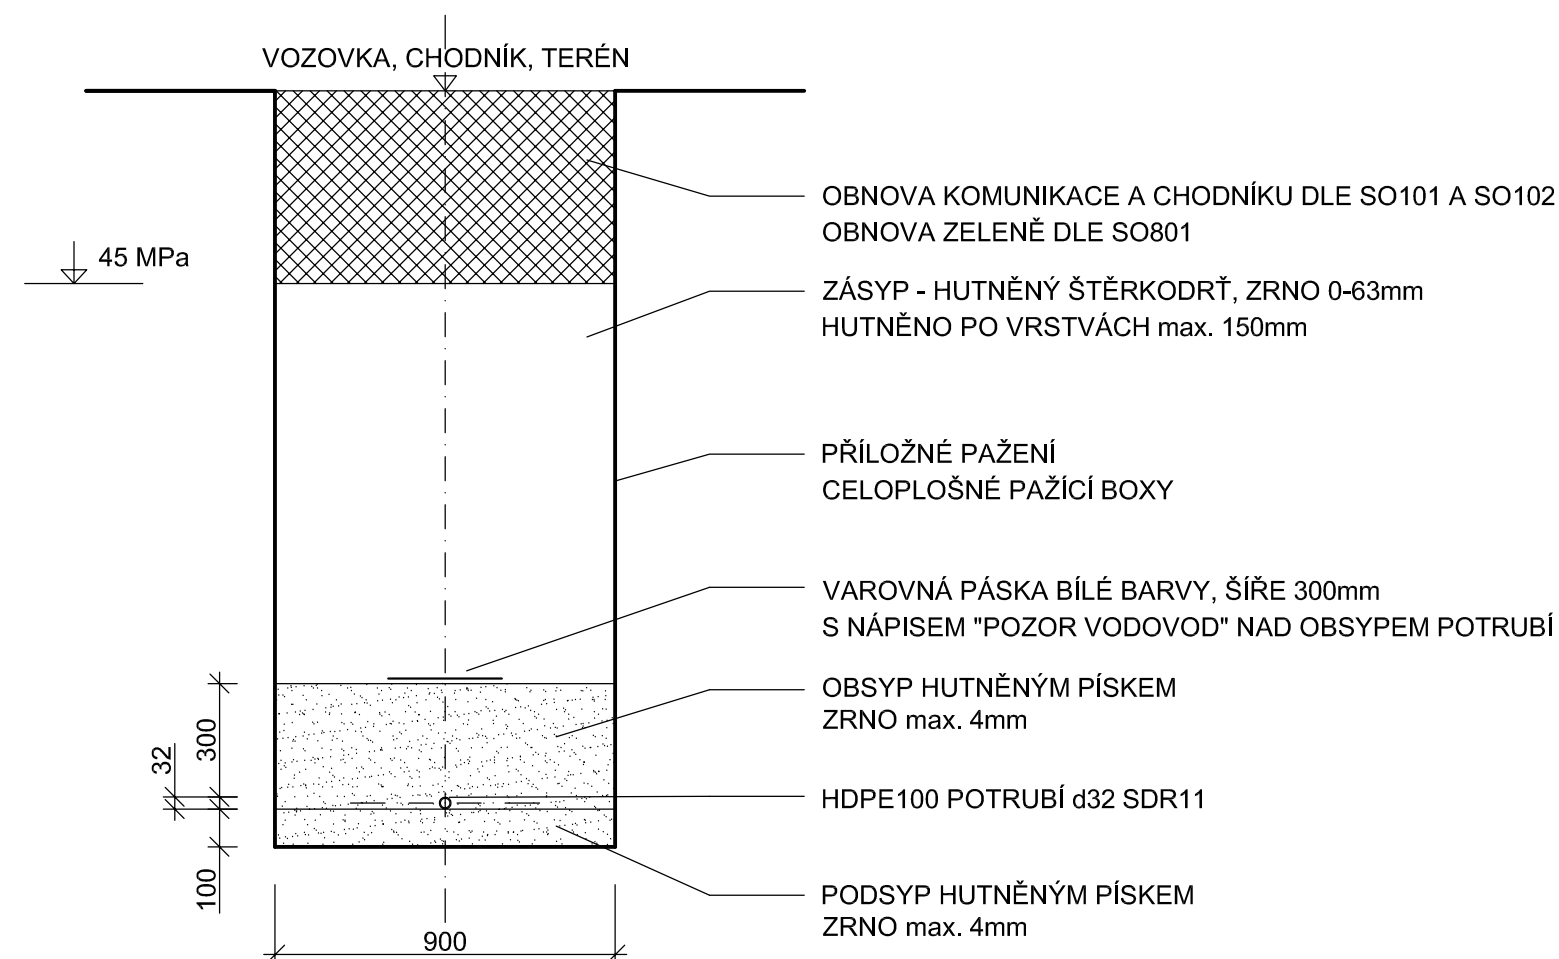 VOZOVKA, CHODNÍK, TERÉN
OBNOVA KOMUNIKACE A CHODNÍKU DLE SO101 A SO102
OBNOVA ZELENĚ DLE SO801
45 MPa
ZÁSYP - HUTNĚNÝ ŠTĚRKODRŤ, ZRNO 0-63mm
HUTNĚNO PO VRSTVÁCH max. 150mm
PŘÍLOŽNÉ PAŽENÍ
CELOPLOŠNÉ PAŽÍCÍ BOXY
VAROVNÁ PÁSKA BÍLÉ BARVY, ŠÍŘE 300mm
S NÁPISEM "POZOR VODOVOD" NAD OBSYPEM POTRUBÍ
OBSYP HUTNĚNÝM PÍSKEM
ZRNO max. 4mm
300
32
HDPE100 POTRUBÍ d32 SDR11
100
PODSYP HUTNĚNÝM PÍSKEM
ZRNO max. 4mm
900